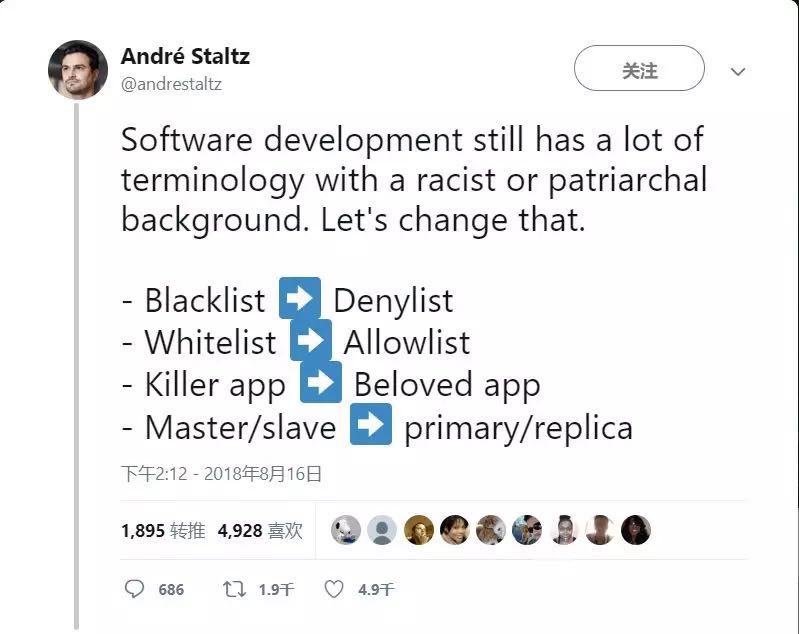 André Staltz
@andrestaltz
关注
Software development still has a lot of
terminology with a racist or patriarchal
background. Let's change that.
- Blacklist ➡ Denylist
- Whitelist ➡ Allowlist
- Killer app ➡ Beloved app
- Master/slave ➡ primary/replica
下午2:12 - 2018年8月16日
1,895 转推 4,928 喜欢
686 1.9千 4.9千